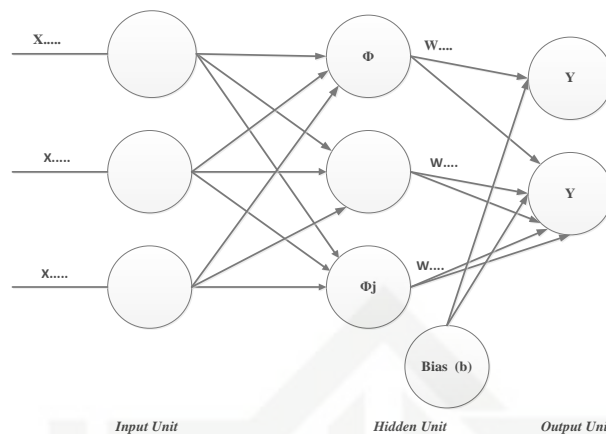 X.....
Φ
W....
Y
X.....
W....
Y
X.....
Φj
W....
Bias (b)
Input Unit
Hidden Unit
Output Uni